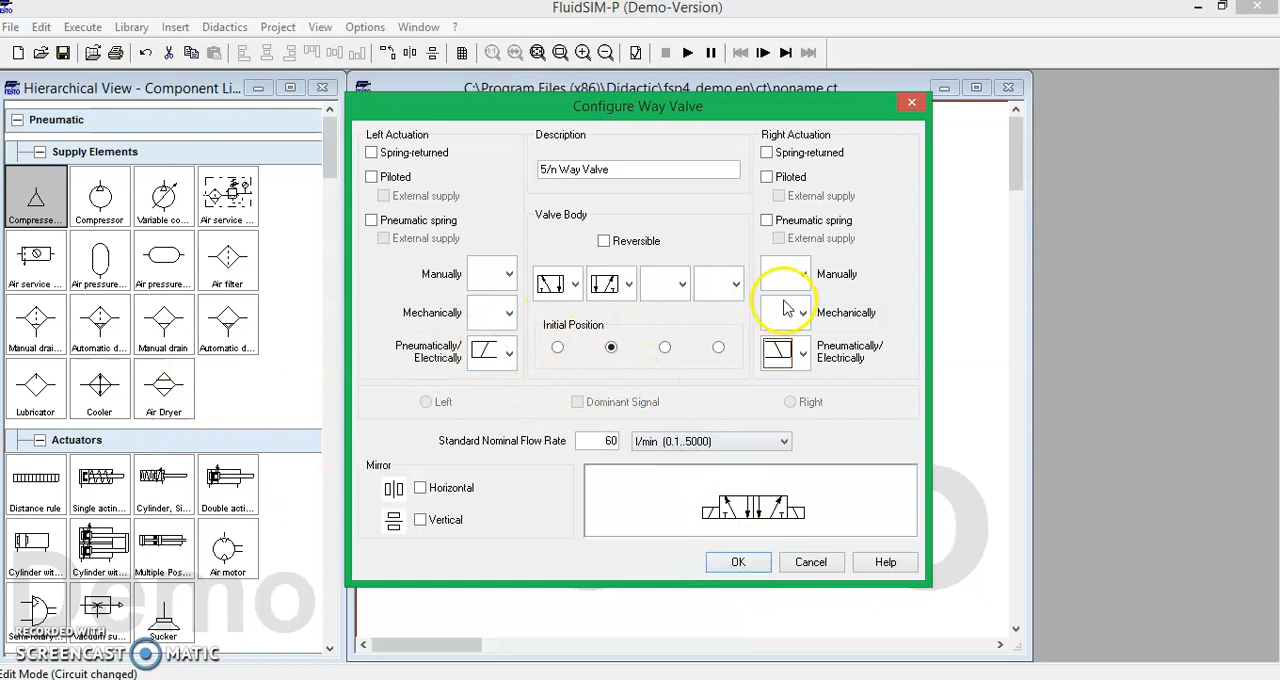 FluidSIM-P (Demo-Version)
FESTO
File Edit Execute Library Insert Didactics Project View Options Window ?
Hierarchical View - Component Li...
C:\Program Files (x86)\Didactic\fsp4_demo en\ct\noname.ct
Pneumatic
Supply Elements
Compresse...
Compressor
Variable co...
Air service ...
Air service ...
Air pressure...
Air pressure...
Air filter
Manual drai...
Automatic d...
Manual drain
Automatic d...
Lubricator
Cooler
Air Dryer
Actuators
Distance rule
Single actin...
Cylinder, Si...
Double acti...
Cylinder wit...
Cylinder wit...
Multiple Pos...
Air motor
Semi-rotary...
Vacuum su...
Sucker
Demo
RECORDED WITH
SCREENCAST MATIC
Edit Mode (Circuit changed)
Configure Way Valve
Left Actuation
Spring-returned
Piloted
External supply
Pneumatic spring
External supply
Manually
Mechanically
Pneumatically/
Electrically
Description
5/n Way Valve
Valve Body
Reversible
Initial Position
Right Actuation
Spring-returned
Piloted
External supply
Pneumatic spring
External supply
Manually
Mechanically
Pneumatically/
Electrically
Left
Dominant Signal
Right
Standard Nominal Flow Rate 60 l/min (0.1..5000)
Mirror
Horizontal
Vertical
OK Cancel Help